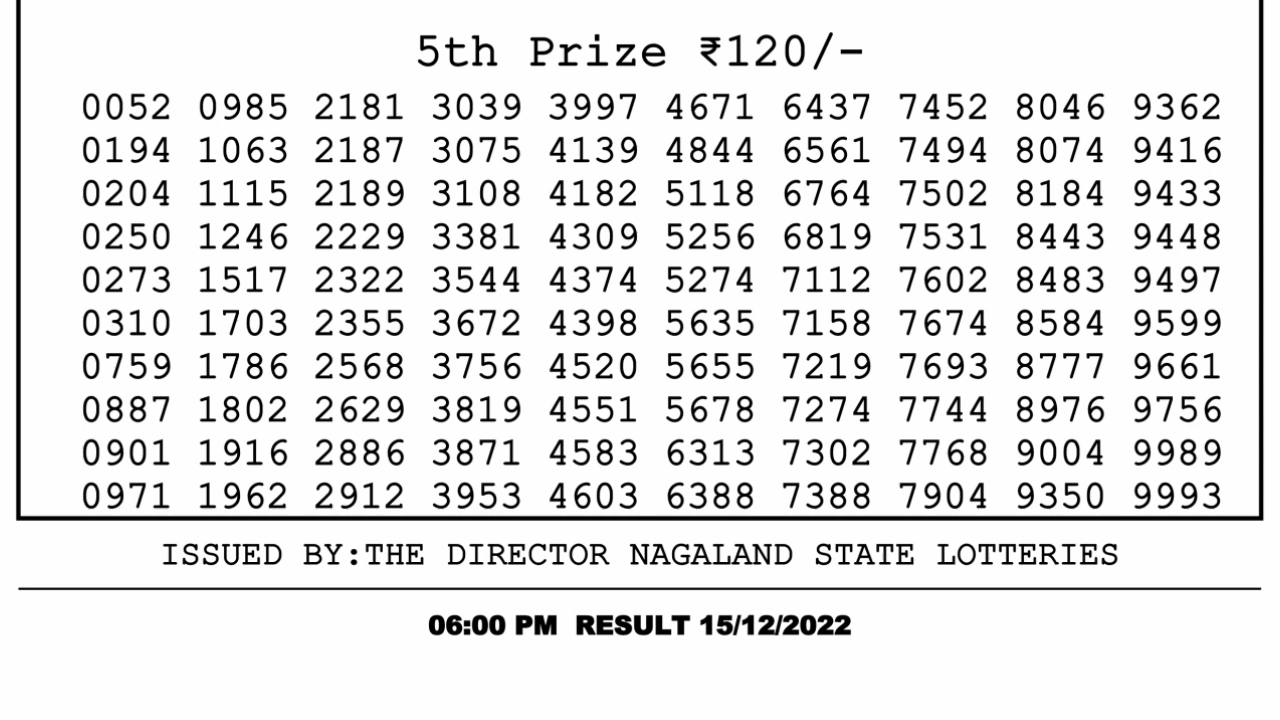 5th Prize ₹120/-
0052 0985 2181 3039 3997 4671 6437 7452 8046 9362
0194 1063 2187 3075 4139 4844 6561 7494 8074 9416
0204 1115 2189 3108 4182 5118 6764 7502 8184 9433
0250 1246 2229 3381 4309 5256 6819 7531 8443 9448
0273 1517 2322 3544 4374 5274 7112 7602 8483 9497
0310 1703 2355 3672 4398 5635 7158 7674 8584 9599
0759 1786 2568 3756 4520 5655 7219 7693 8777 9661
0887 1802 2629 3819 4551 5678 7274 7744 8976 9756
0901 1916 2886 3871 4583 6313 7302 7768 9004 9989
0971 1962 2912 3953 4603 6388 7388 7904 9350 9993
ISSUED BY:THE DIRECTOR NAGALAND STATE LOTTERIES
06:00 PM RESULT 15/12/2022